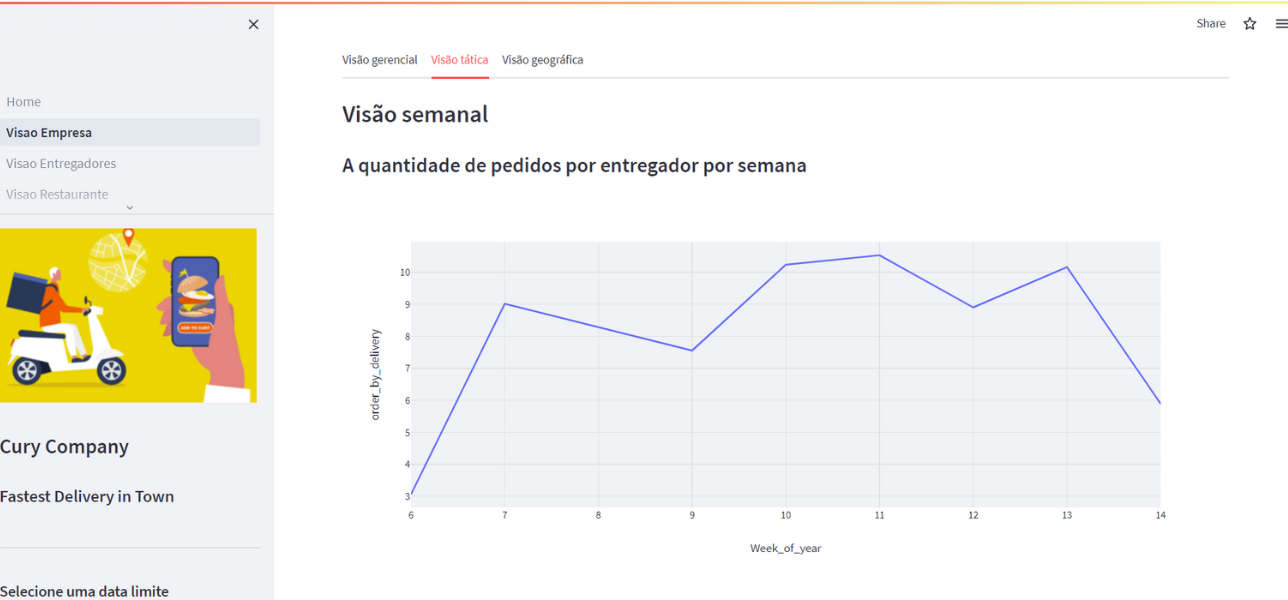 Share
Home
Visao Empresa
Visao Entregadores
Visao Restaurante
ADD TO CART
Cury Company
Fastest Delivery in Town
Selecione uma data limite
Visão gerencial Visão tática Visão geográfica
Visão semanal
A quantidade de pedidos por entregador por semana
order_by_delivery
10
9
8
7
6
5
4
3
6 7 8 9 10 11 12 13 14
Week_of_year